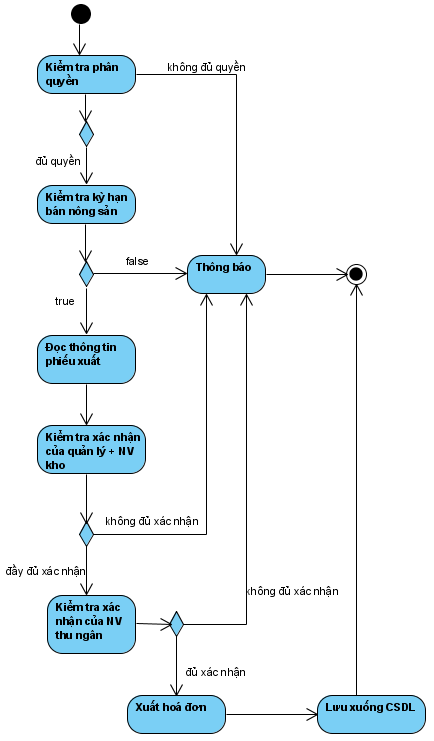 Kiểm tra phân
quyền
không đủ quyền
đủ quyền
Kiểm tra kỳ hạn
bán nông sản
false
Thông báo
true
Đọc thông tin
phiếu xuất
Kiểm tra xác nhận
của quản lý + NV
kho
không đủ xác nhận
đầy đủ xác nhận
không đủ xác nhận
Kiểm tra xác
nhận của NV
thu ngân
đủ xác nhận
Xuất hoá đơn
Lưu xuống CSDL